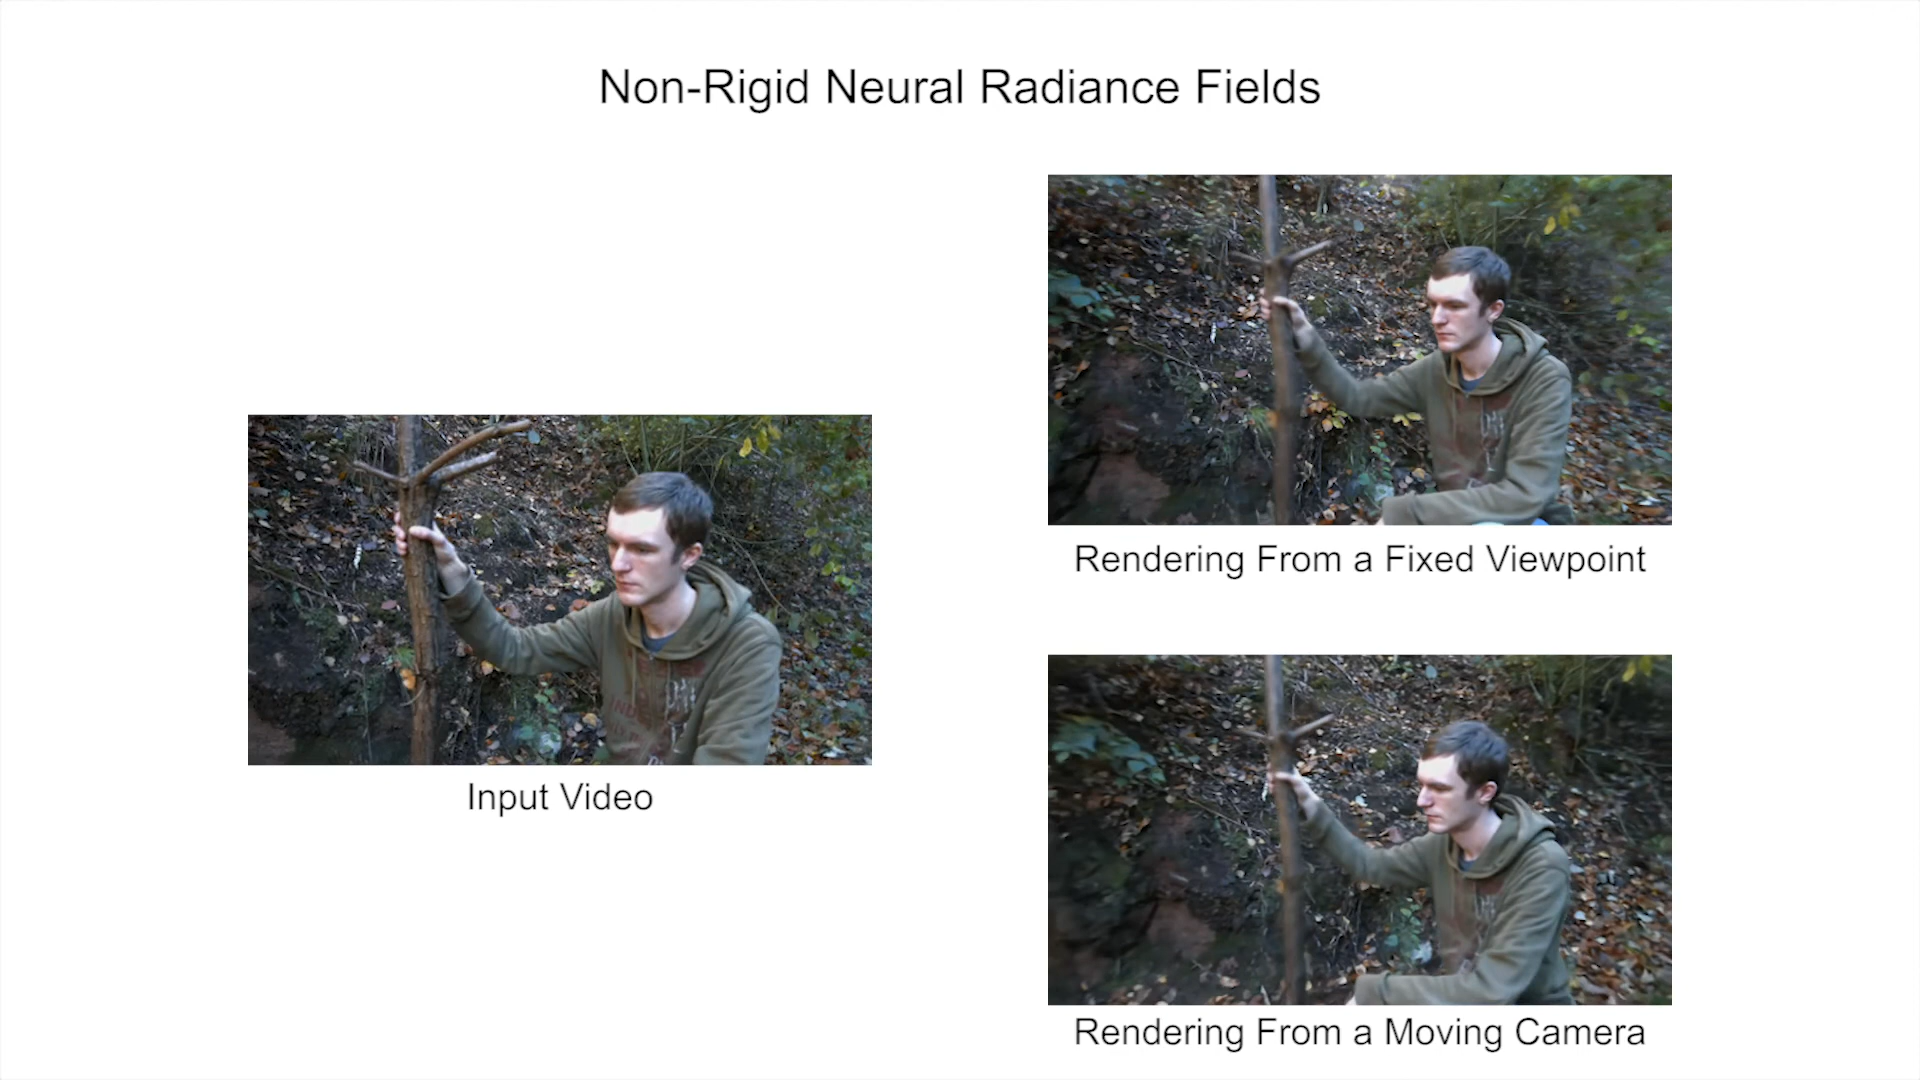 Non-Rigid Neural Radiance Fields
Input Video
Rendering From a Fixed Viewpoint
Rendering From a Moving Camera